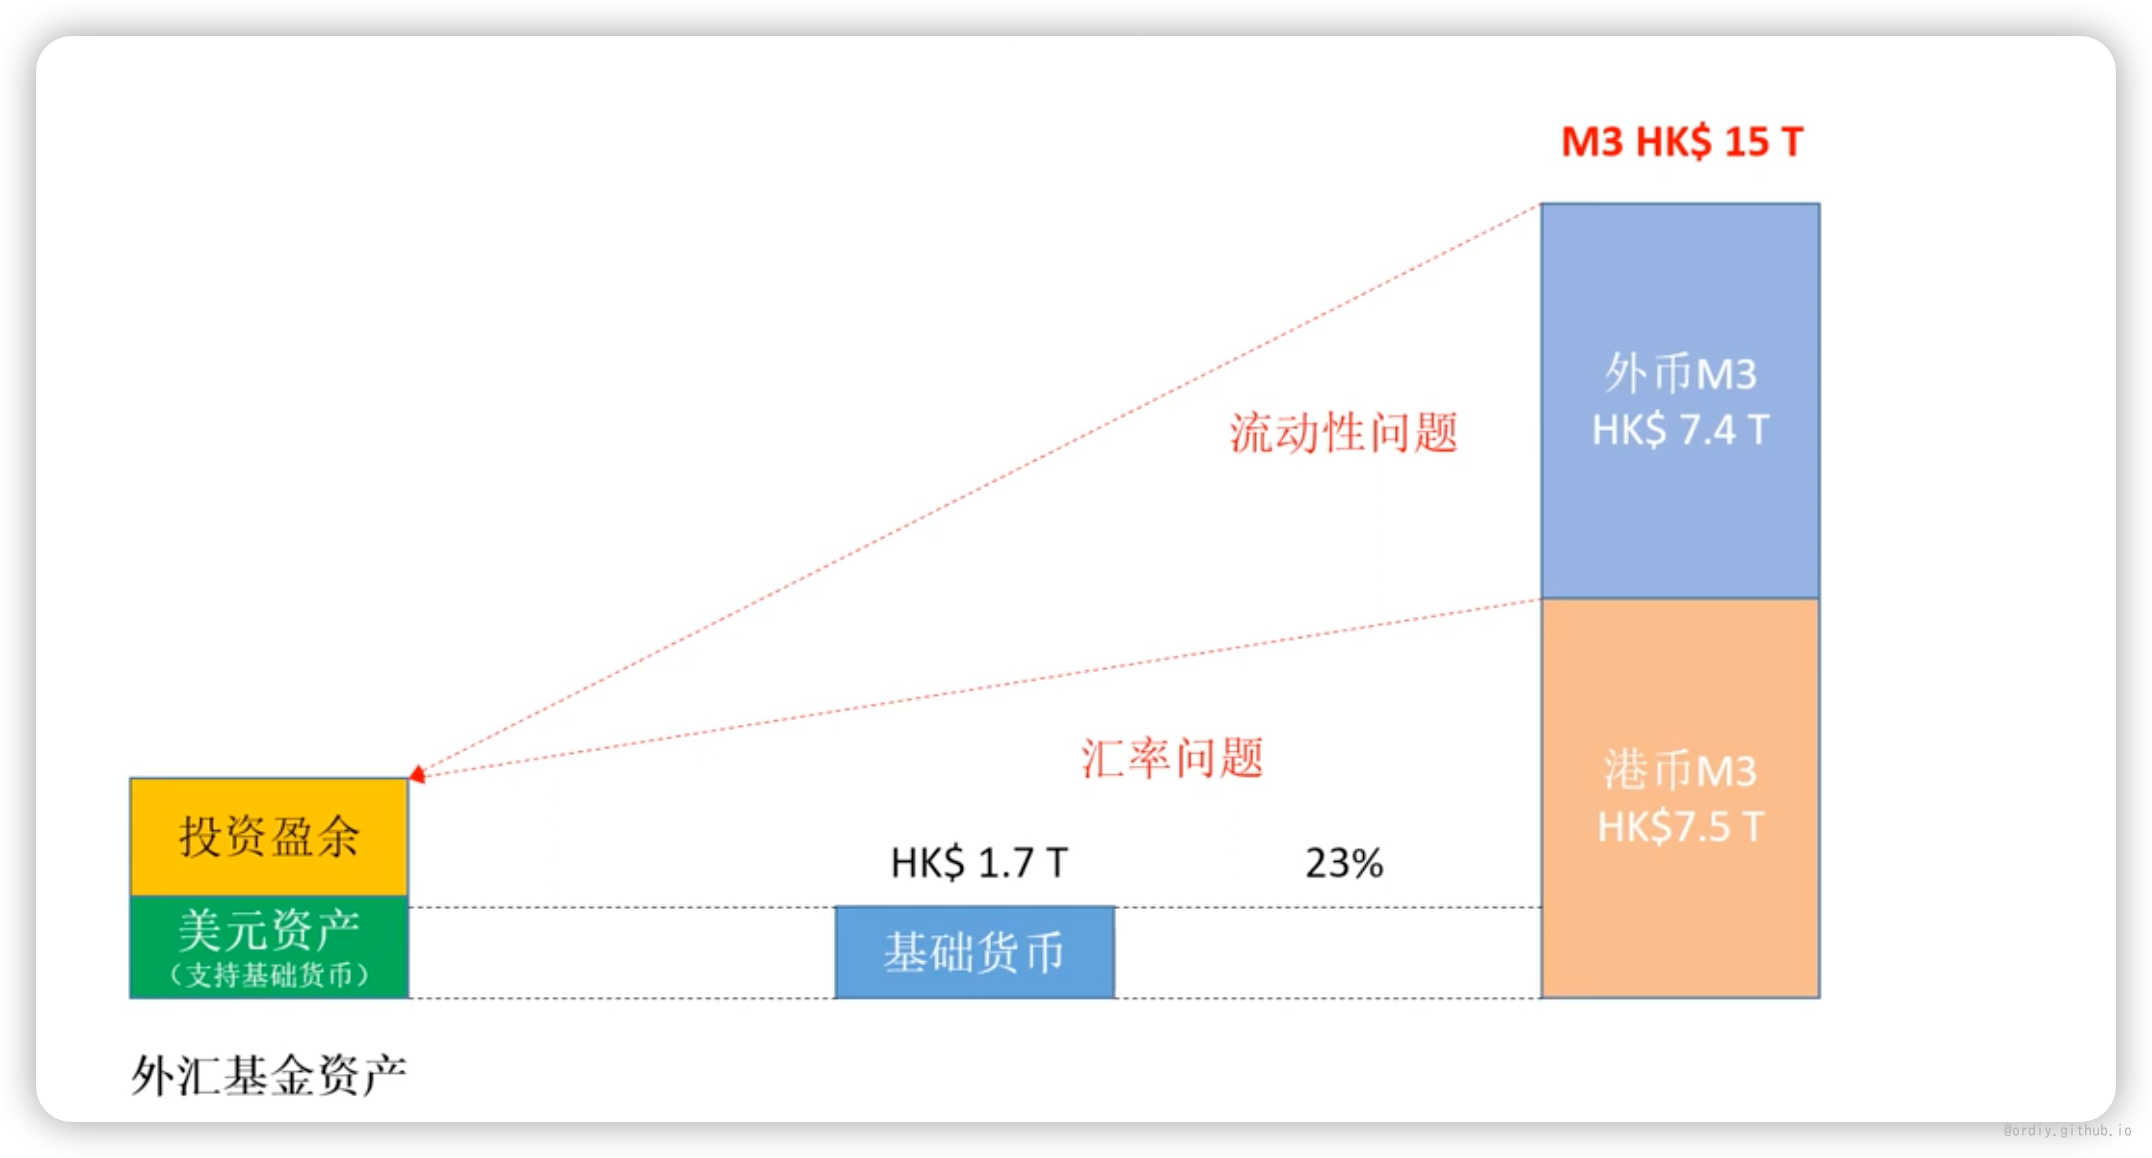 M3 HK$ 15 T
外币M3
HK$ 7.4 T
流动性问题
汇率问题
港币M3
HK$7.5 T
投资盈余
HK$ 1.7 T
23%
美元资产
（支持基础货币）
基础货币
外汇基金资产
@ordiy.github.io